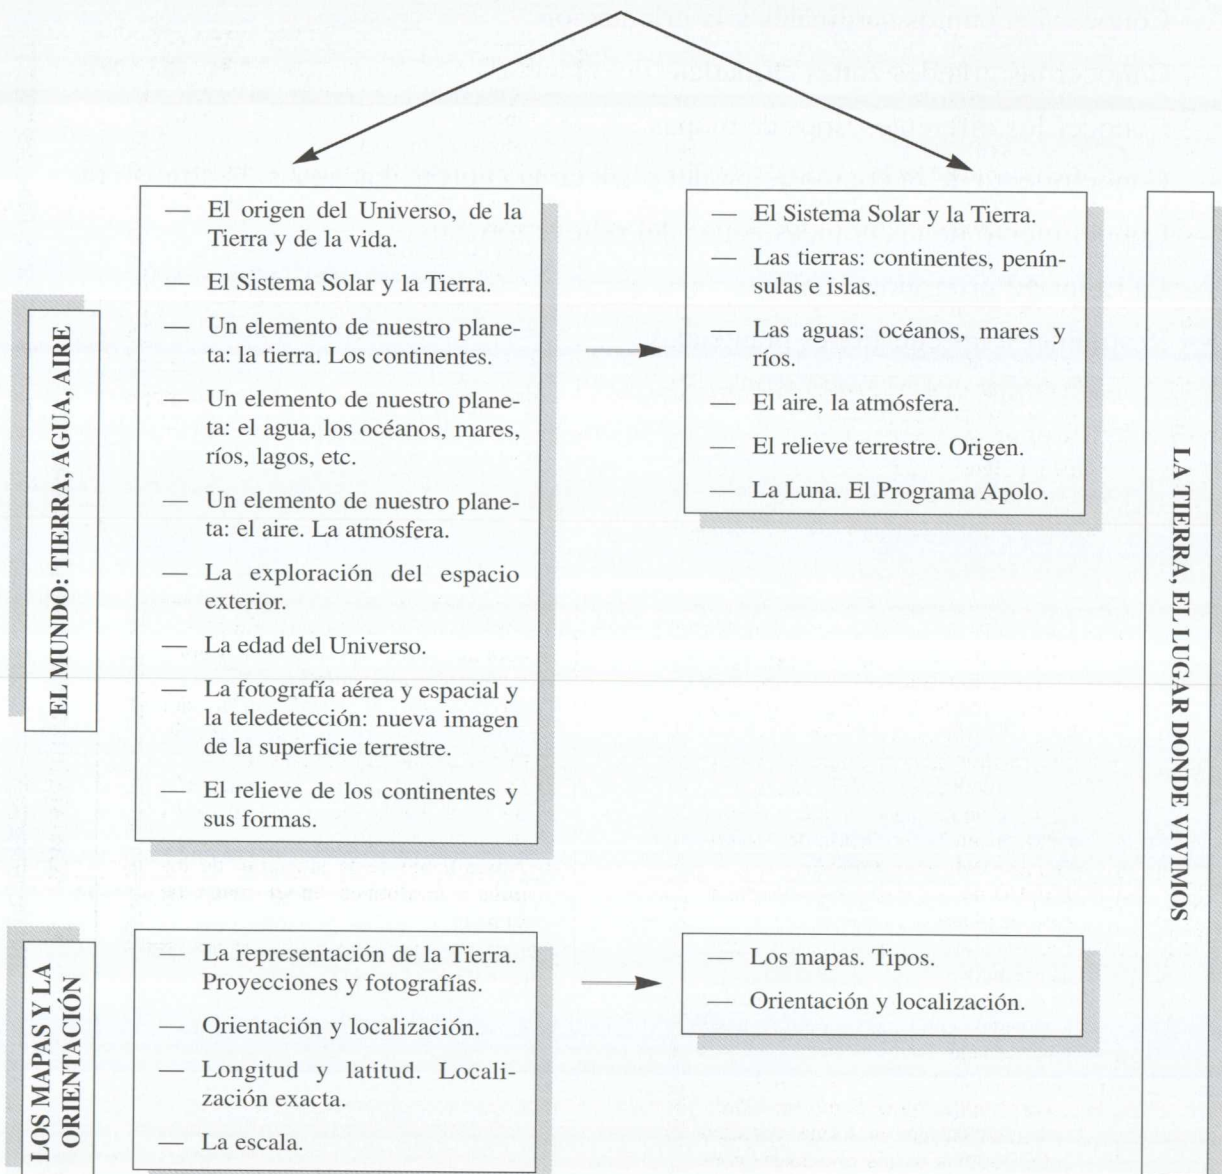 EL MUNDO: TIERRA, AGUA, AIRE
— El origen del Universo, de la
Tierra y de la vida.
— El Sistema Solar y la Tierra.
— Un elemento de nuestro plane-
ta: la tierra. Los continentes.
— Un elemento de nuestro plane-
ta: el agua, los océanos, mares,
ríos, lagos, etc.
— Un elemento de nuestro plane-
ta: el aire. La atmósfera.
— La exploración del espacio
exterior.
— La edad del Universo.
— La fotografía aérea y espacial y
la teledetección: nueva imagen
de la superficie terrestre.
— El relieve de los continentes y
sus formas.
— El Sistema Solar y la Tierra.
— Las tierras: continentes, penín-
sulas e islas.
— Las aguas: océanos, mares y
ríos.
— El aire, la atmósfera.
— El relieve terrestre. Origen.
— La Luna. El Programa Apolo.
LOS MAPAS Y LA
ORIENTACIÓN
— La representación de la Tierra.
Proyecciones y fotografías.
— Orientación y localización.
— Longitud y latitud. Locali-
zación exacta.
— La escala.
— Los mapas. Tipos.
— Orientación y localización.
LA TIERRA, EL LUGAR DONDE VIVIMOS